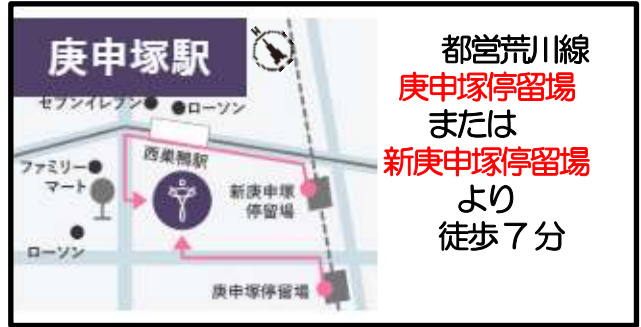 庚申塚駅
N
セブンイレブン
ローソン
西巣鴨駅
ファミリー
マート
新庚申塚
停留場
ローソン
庚申塚停留場
都営荒川線
庚申塚停留場
または
新庚申塚停留場
より
徒歩７分